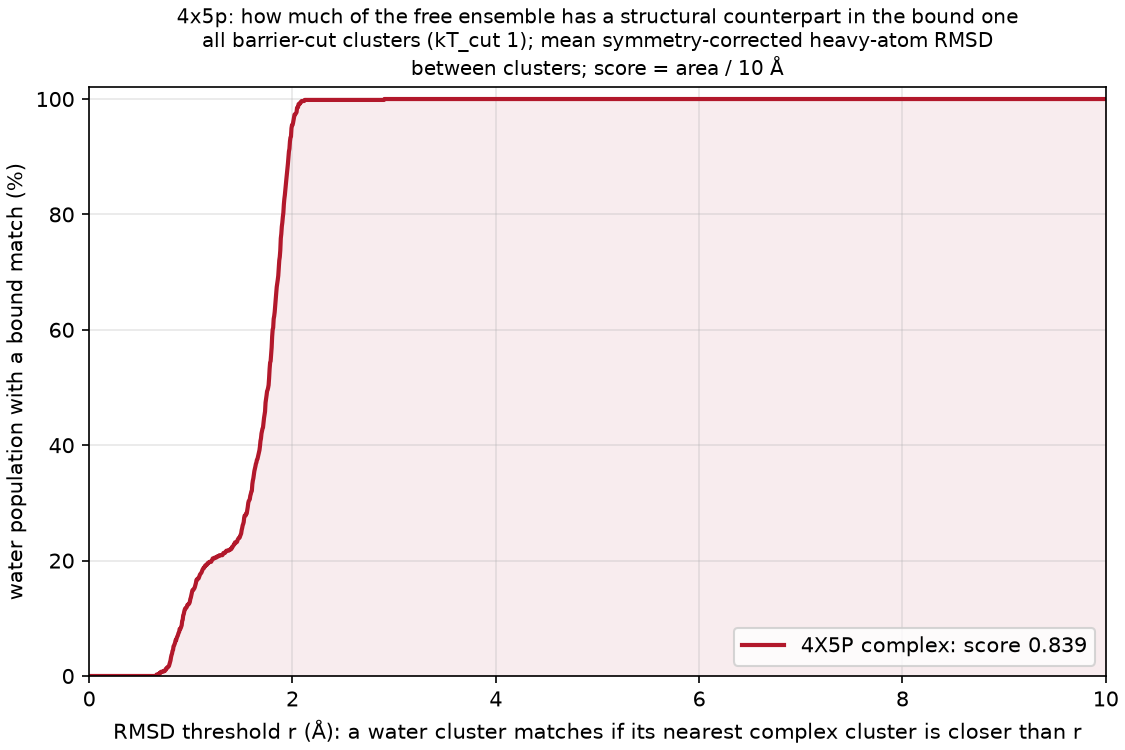 4x5p: how much of the free ensemble has a structural counterpart in the bound one
all barrier-cut clusters (kT_cut 1); mean symmetry-corrected heavy-atom RMSD
between clusters; score = area / 10 Å
water population with a bound match (%)
100
80
60
40
20
0
4X5P complex: score 0.839
0
2
4
6
8
10
RMSD threshold r (Å): a water cluster matches if its nearest complex cluster is closer than r